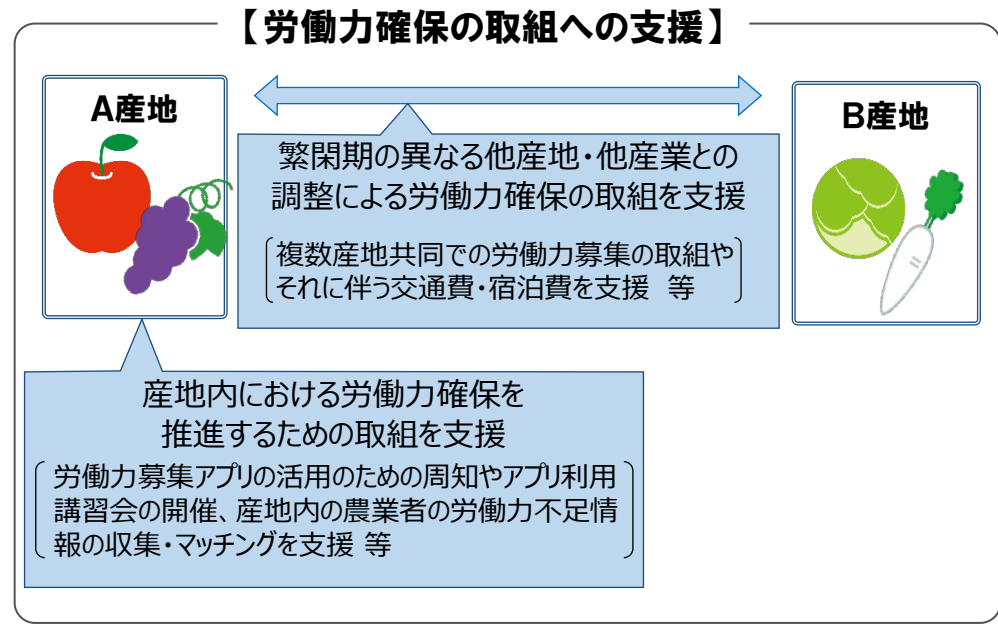 【労働力確保の取組への支援】
A産地
B産地
繁閑期の異なる他産地・他産業との
調整による労働力確保の取組を支援
複数産地共同での労働力募集の取組や
それに伴う交通費・宿泊費を支援 等
産地内における労働力確保を
推進するための取組を支援
労働力募集アプリの活用のための周知やアプリ利用
講習会の開催、産地内の農業者の労働力不足情
報の収集・マッチングを支援 等